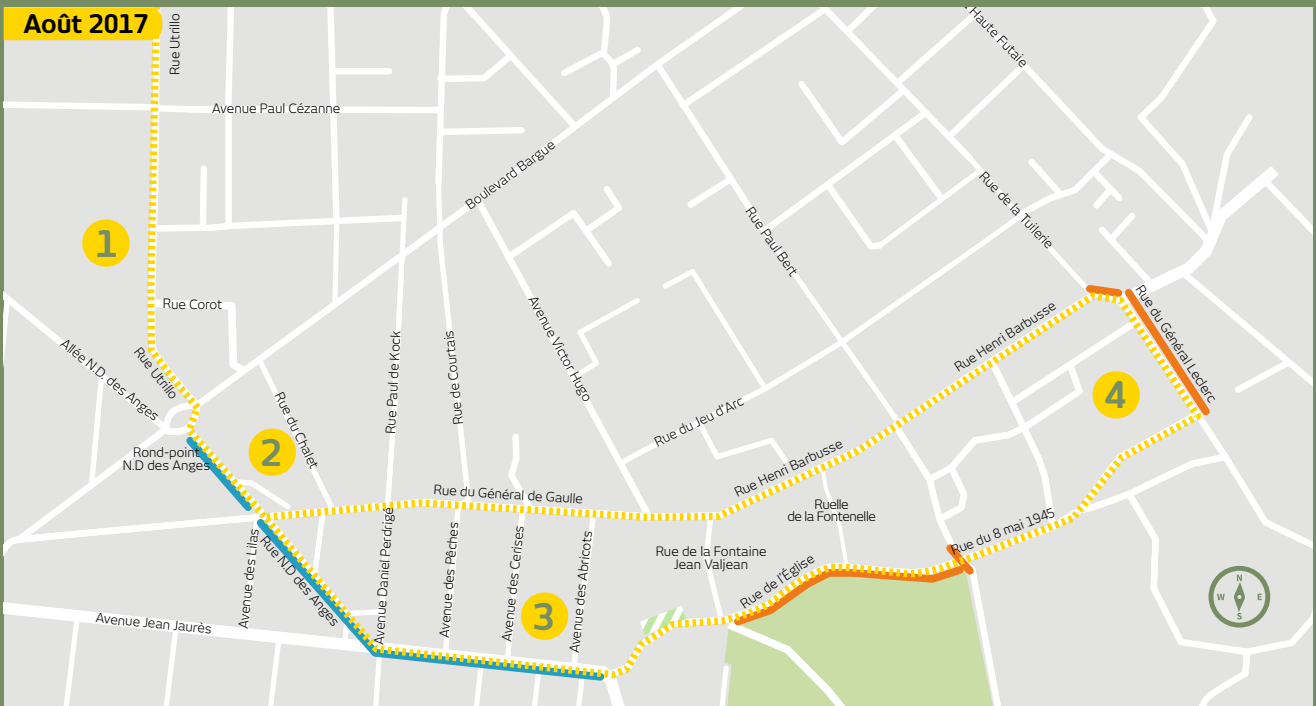 Août 2017
Rue Utrillo
Haute Futaie
Avenue Paul Cézanne
Boulevard Bargue
Rue de la Tuilerie
Rue Paul Bert
1
Rue Corot
Rue du Général Leclerc
Allée N.D. des Anges
Rue Utrillo
Avenue Victor Hugo
Rue Henri Barbusse
Rue Paul de Kock
Rue de Courtais
4
Rue du Chalet
Rue du Jeu d'Arc
2
Rond-point
N.D des Anges
Rue Henri Barbusse
Rue du Général de Gaulle
Ruelle
de la Fontenelle
Avenue des Lilas
Rue N.D des Anges
Avenue Daniel Perdrige
Avenue des Pêches
Avenue des Cerises
Avenue des Abricots
Rue de la Fontaine
Jean Valjean
Rue du 8 mai 1945
Rue de l'Église
3
Avenue Jean Jaurès
N
W E
S